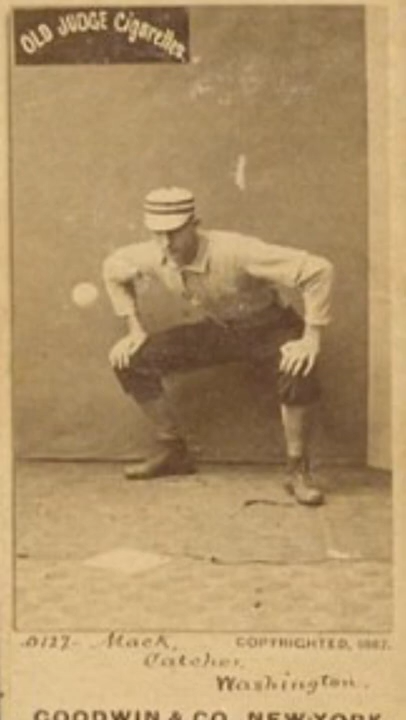 OLD JUDGE Cigarettes.
Mack, COPYRIGHTED, 1887.
Catcher,
Washington.
GOODWIN & CO. NEW YORK.